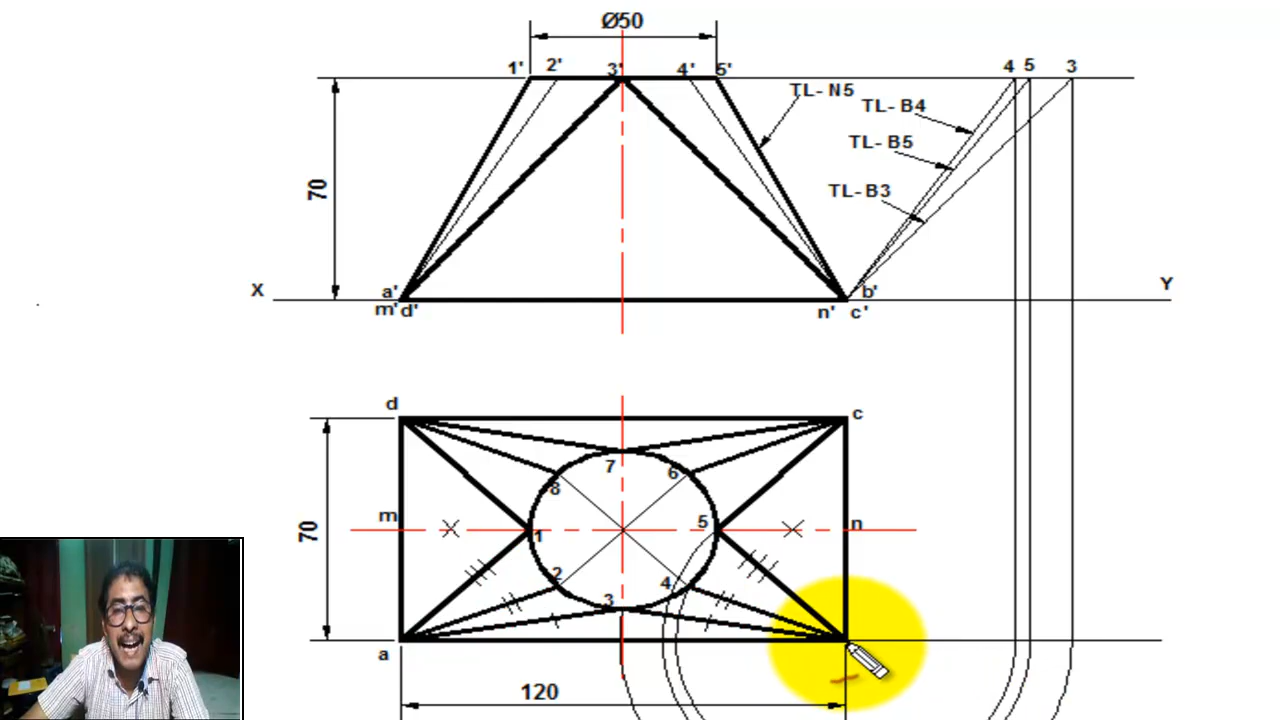 Ø50
1' 2' 3' 4' 5' 4 5 3
TL- N5
TL- B4
TL- B5
70
TL- B3
X a' b' Y
m' d' n' c'
d c
7 6
8
m 5 n
1
70
2 4
3
a
120